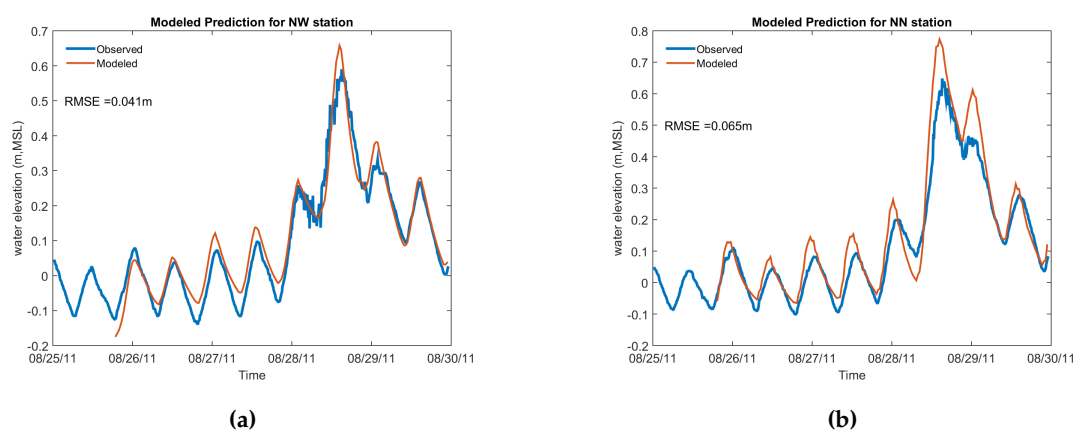 Modeled Prediction for NW station
0.7
0.6
0.5
0.4
0.3
0.2
0.1
0
-0.1
-0.2
water elevation (m,MSL)
Observed
Modeled
RMSE =0.041m
08/25/11 08/26/11 08/27/11 08/28/11 08/29/11 08/30/11
Time
(a)
Modeled Prediction for NN station
0.8
0.7
0.6
0.5
0.4
0.3
0.2
0.1
0
-0.1
-0.2
water elevation (m,MSL)
Observed
Modeled
RMSE =0.065m
08/25/11 08/26/11 08/27/11 08/28/11 08/29/11 08/30/11
Time
(b)